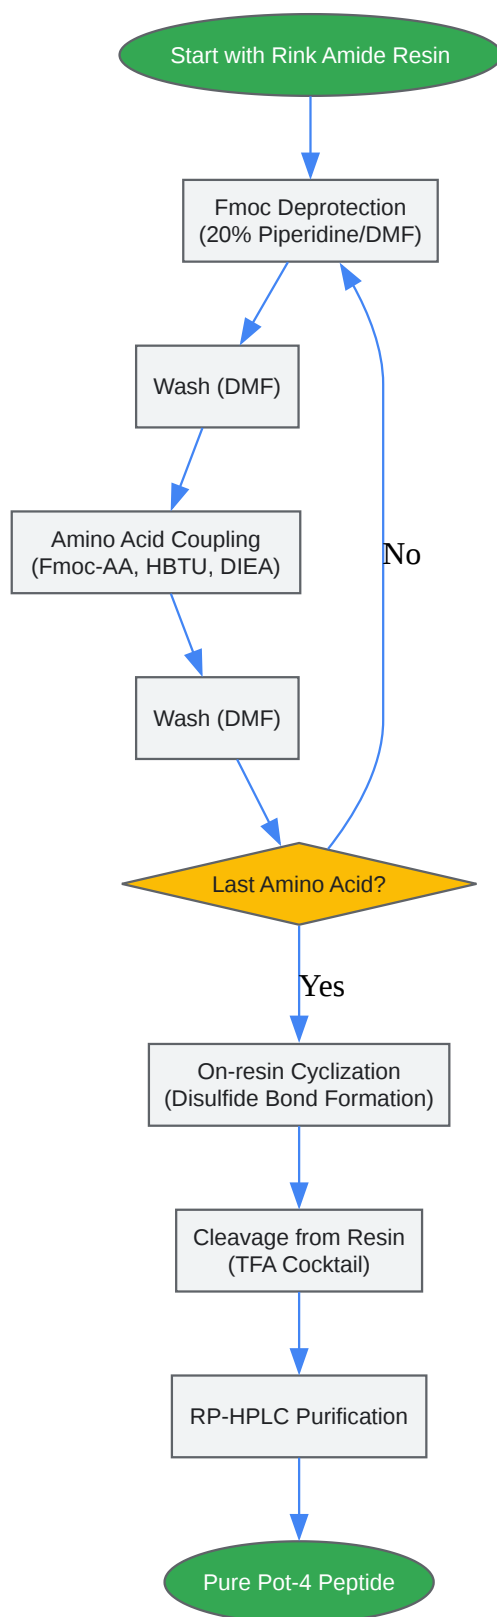 Start with Rink Amide Resin
Fmoc Deprotection
(20% Piperidine/DMF)
Wash (DMF)
Amino Acid Coupling
(Fmoc-AA, HBTU, DIEA)
No
Wash (DMF)
Last Amino Acid?
Yes
On-resin Cyclization
(Disulfide Bond Formation)
Cleavage from Resin
(TFA Cocktail)
RP-HPLC Purification
Pure Pot-4 Peptide